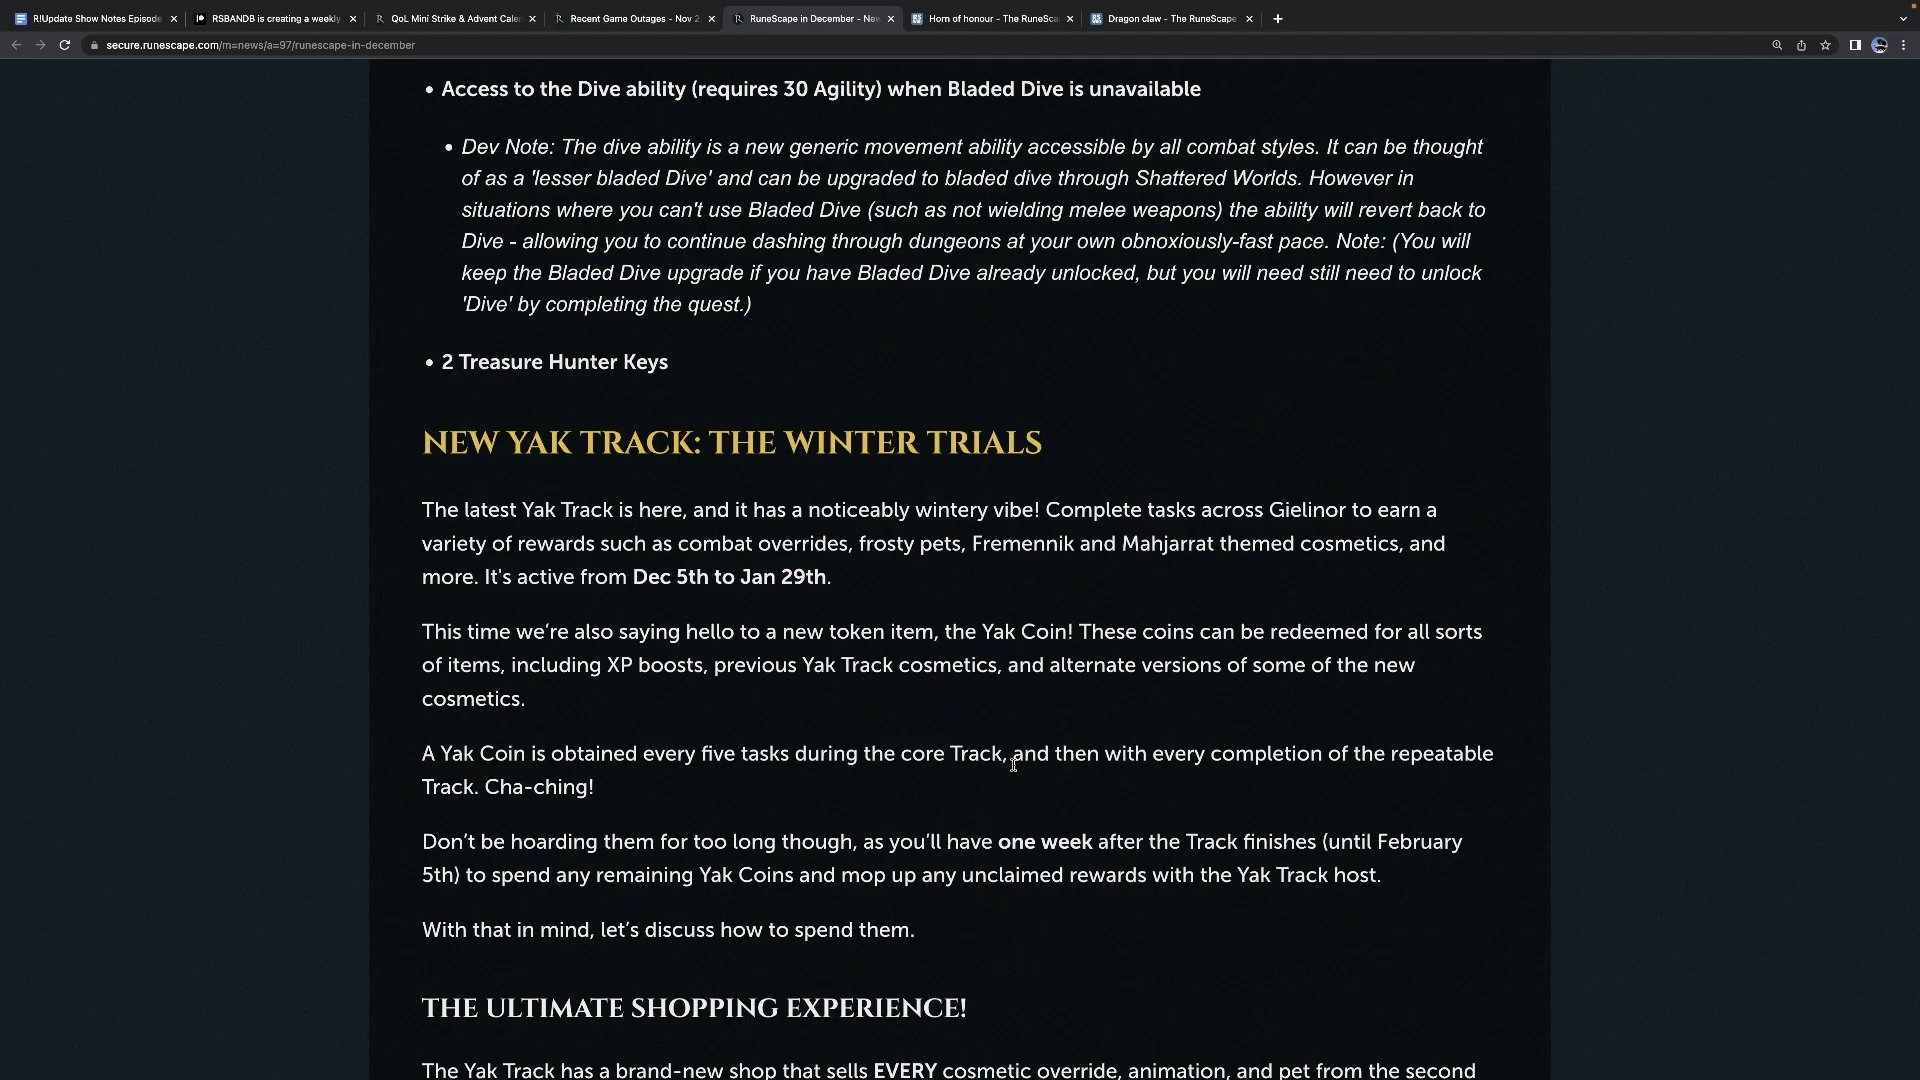 R!Update Show Notes Episode
RSBANDB is creating a weekly
QoL Mini Strike & Advent Cale
Recent Game Outages - Nov 2
RuneScape in December - New
Horn of honour - The RuneSca
Dragon claw - The RuneScape
secure.runescape.com/m=news/a=97/runescape-in-december
• Access to the Dive ability (requires 30 Agility) when Bladed Dive is unavailable
• Dev Note: The dive ability is a new generic movement ability accessible by all combat styles. It can be thought
of as a 'lesser bladed Dive' and can be upgraded to bladed dive through Shattered Worlds. However in
situations where you can't use Bladed Dive (such as not wielding melee weapons) the ability will revert back to
Dive - allowing you to continue dashing through dungeons at your own obnoxiously-fast pace. Note: (You will
keep the Bladed Dive upgrade if you have Bladed Dive already unlocked, but you will need still need to unlock
'Dive' by completing the quest.)
• 2 Treasure Hunter Keys
NEW YAK TRACK: THE WINTER TRIALS
The latest Yak Track is here, and it has a noticeably wintery vibe! Complete tasks across Gielinor to earn a
variety of rewards such as combat overrides, frosty pets, Fremennik and Mahjarrat themed cosmetics, and
more. It's active from Dec 5th to Jan 29th.
This time we're also saying hello to a new token item, the Yak Coin! These coins can be redeemed for all sorts
of items, including XP boosts, previous Yak Track cosmetics, and alternate versions of some of the new
cosmetics.
A Yak Coin is obtained every five tasks during the core Track, and then with every completion of the repeatable
Track. Cha-ching!
Don't be hoarding them for too long though, as you'll have one week after the Track finishes (until February
5th) to spend any remaining Yak Coins and mop up any unclaimed rewards with the Yak Track host.
With that in mind, let's discuss how to spend them.
THE ULTIMATE SHOPPING EXPERIENCE!
The Yak Track has a brand-new shop that sells EVERY cosmetic override, animation, and pet from the second